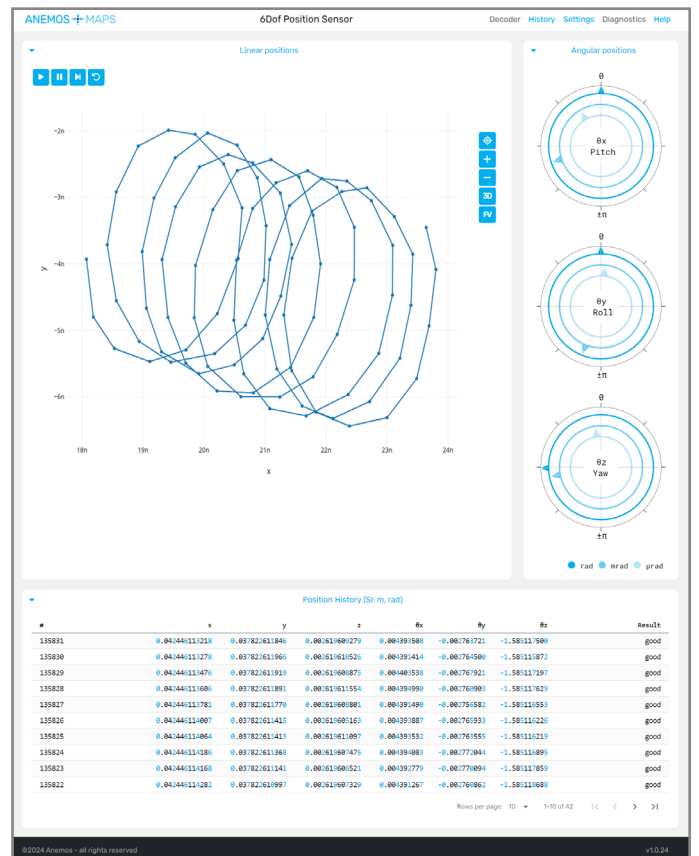 ANEMOS MAPS 6Dof Position Sensor Decoder History Settings Diagnostics Help
Linear positions
Angular positions
3D
FV
−2n
−3n
−4n
−5n
−6n
y
18n 19n 20n 21n 22n 23n 24n
x
0
θx
Pitch
±π
0
θy
Roll
±π
0
θz
Yaw
±π
rad mrad μrad
Position History (SI: m, rad)
# x y z θx θy θz Result
135831 0.042446113218 0.037822611846 0.002619609279 0.004393508 -0.002763721 -1.585117500 good
135830 0.042446113278 0.037822611966 0.002619610526 0.004391414 -0.002764500 -1.585115872 good
135829 0.042446113476 0.037822611919 0.002619608875 0.004403538 -0.002767921 -1.585117197 good
135828 0.042446113606 0.037822611891 0.002619611554 0.004394990 -0.002760903 -1.585117629 good
135827 0.042446113781 0.037822611770 0.002619608801 0.004391490 -0.002756582 -1.585116553 good
135826 0.042446114007 0.037822611415 0.002619605163 0.004393887 -0.002765933 -1.585116226 good
135825 0.042446114064 0.037822611413 0.002619611097 0.004393532 -0.002763555 -1.585116219 good
135824 0.042446114186 0.037822611368 0.002619607475 0.004394083 -0.002772044 -1.585116895 good
135823 0.042446114168 0.037822611141 0.002619606521 0.004392779 -0.002770094 -1.585117859 good
135822 0.042446114282 0.037822610997 0.002619607329 0.004391267 -0.002760862 -1.585118688 good
Rows per page: 10 1-10 of 42
©2024 Anemos - all rights reserved v1.0.24